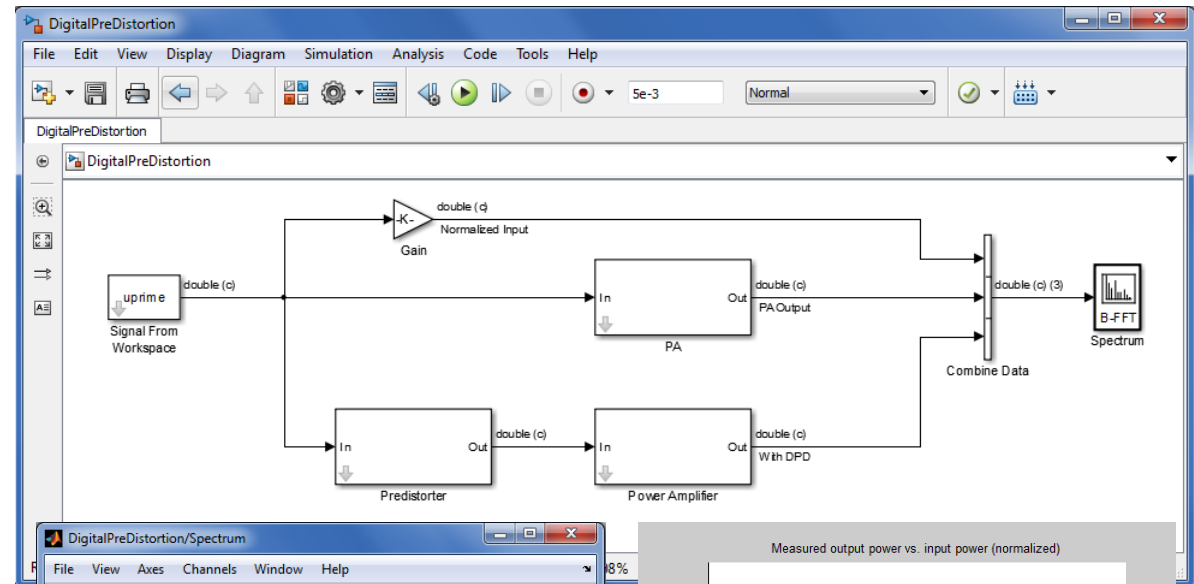 DigitalPreDistortion
File Edit View Display Diagram Simulation Analysis Code Tools Help
5e-3 Normal
DigitalPreDistortion
DigitalPreDistortion
-K-
double (c)
Normalized Input
Gain
uprime
double (c)
Signal From
Workspace
In Out
double (c)
PA Output
PA
double (c) (3)
B-FFT
Spectrum
Combine Data
In Out
double (c)
Predistorter
In Out
double (c)
With DPD
Power Amplifier
DigitalPreDistortion/Spectrum
File View Axes Channels Window Help
Measured output power vs. input power (normalized)